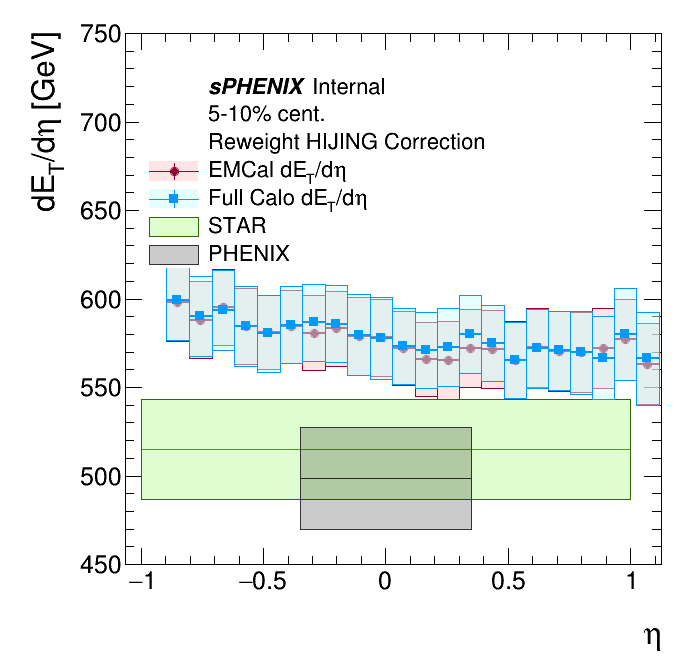 dE_T/dη [GeV]
750
700
650
600
550
500
450
sPHENIX Internal
5-10% cent.
Reweight HIJING Correction
EMCal dE_T/dη
Full Calo dE_T/dη
STAR
PHENIX
−1 −0.5 0 0.5 1
η